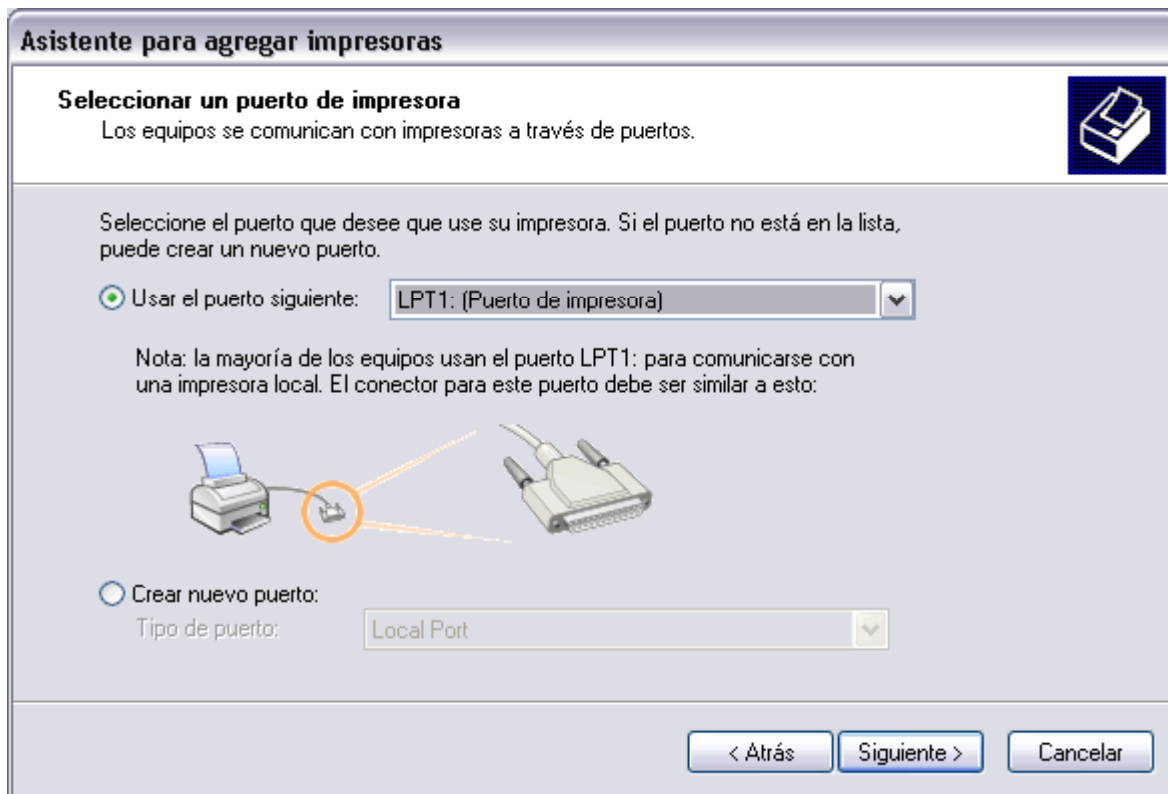 Asistente para agregar impresoras
Seleccionar un puerto de impresora
Los equipos se comunican con impresoras a través de puertos.
Seleccione el puerto que desee que use su impresora. Si el puerto no está en la lista,
puede crear un nuevo puerto.
Usar el puerto siguiente: LPT1: (Puerto de impresora)
Nota: la mayoría de los equipos usan el puerto LPT1: para comunicarse con
una impresora local. El conector para este puerto debe ser similar a esto:
Crear nuevo puerto:
Tipo de puerto: Local Port
< Atrás Siguiente > Cancelar